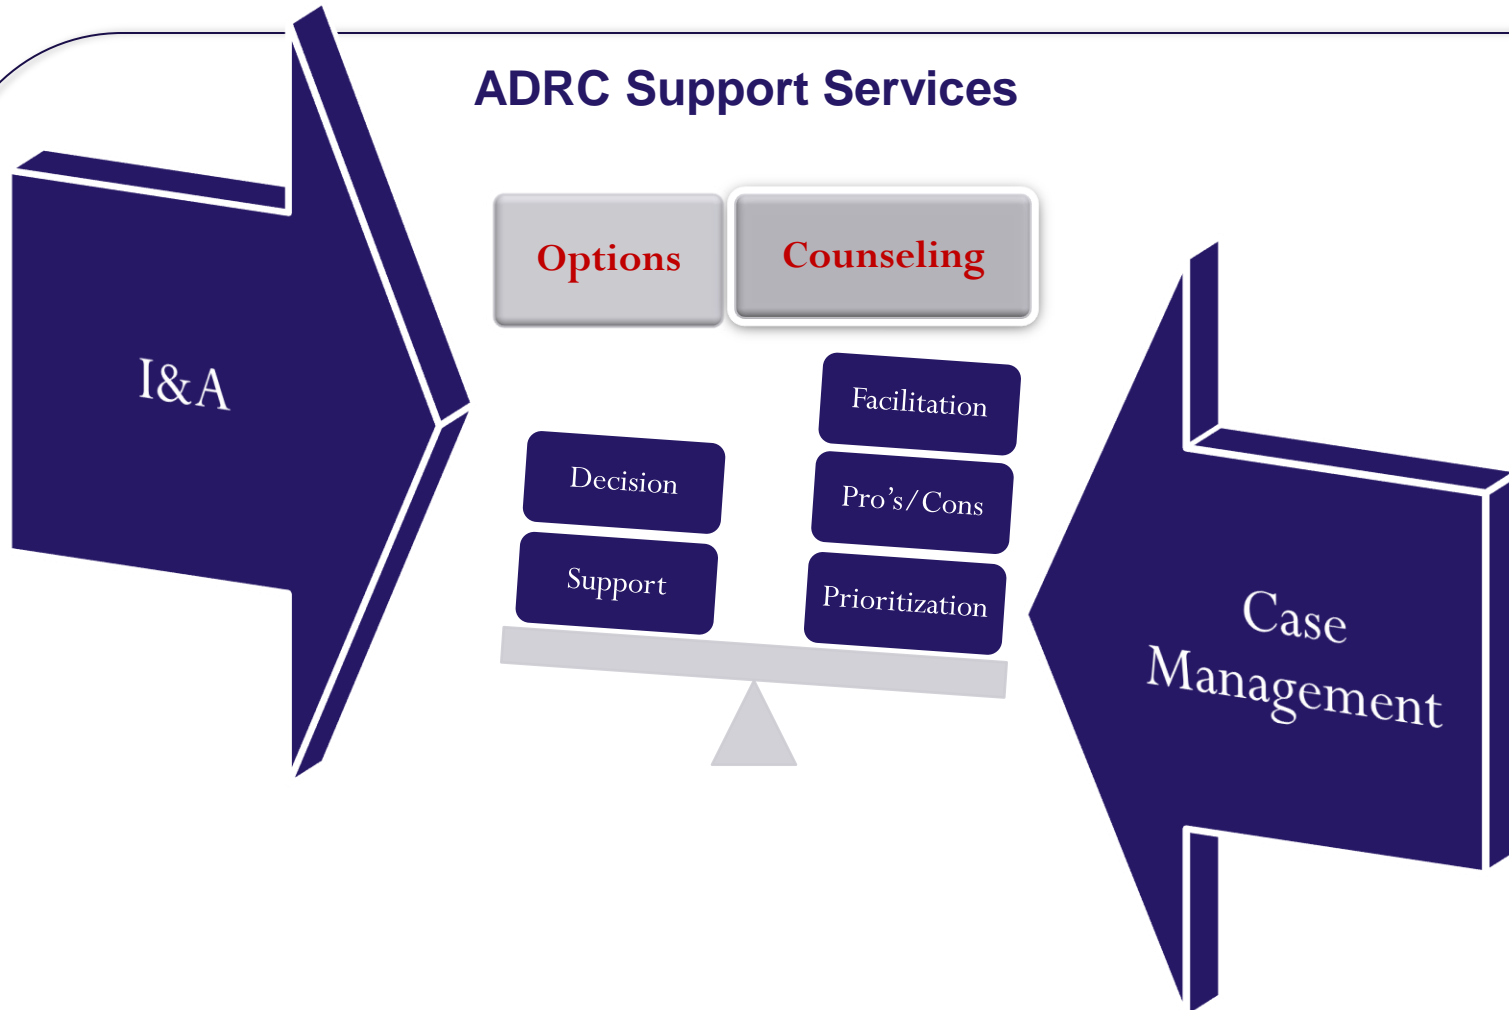 ADRC Support Services
I&A
Options
Counseling
Decision
Support
Facilitation
Pro's/Cons
Prioritization
Case
Management